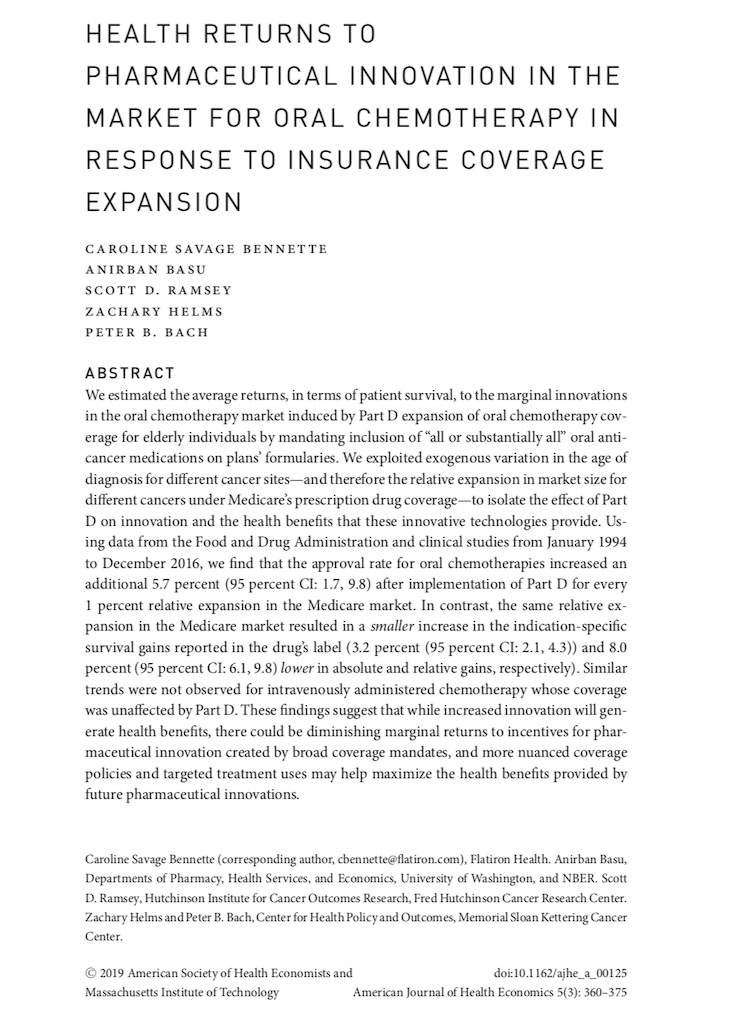 HEALTH RETURNS TO
PHARMACEUTICAL INNOVATION IN THE
MARKET FOR ORAL CHEMOTHERAPY IN
RESPONSE TO INSURANCE COVERAGE
EXPANSION
CAROLINE SAVAGE BENNETTE
ANIRBAN BASU
SCOTT D. RAMSEY
ZACHARY HELMS
PETER B. BACH
ABSTRACT
We estimated the average returns, in terms of patient survival, to the marginal innovations
in the oral chemotherapy market induced by Part D expansion of oral chemotherapy cov-
erage for elderly individuals by mandating inclusion of “all or substantially all” oral anti-
cancer medications on plans’ formularies. We exploited exogenous variation in the age of
diagnosis for different cancer sites—and therefore the relative expansion in market size for
different cancers under Medicare’s prescription drug coverage—to isolate the effect of Part
D on innovation and the health benefits that these innovative technologies provide. Us-
ing data from the Food and Drug Administration and clinical studies from January 1994
to December 2016, we find that the approval rate for oral chemotherapies increased an
additional 5.7 percent (95 percent CI: 1.7, 9.8) after implementation of Part D for every
1 percent relative expansion in the Medicare market. In contrast, the same relative ex-
pansion in the Medicare market resulted in a smaller increase in the indication-specific
survival gains reported in the drug’s label (3.2 percent (95 percent CI: 2.1, 4.3)) and 8.0
percent (95 percent CI: 6.1, 9.8) lower in absolute and relative gains, respectively). Similar
trends were not observed for intravenously administered chemotherapy whose coverage
was unaffected by Part D. These findings suggest that while increased innovation will gen-
erate health benefits, there could be diminishing marginal returns to incentives for phar-
maceutical innovation created by broad coverage mandates, and more nuanced coverage
policies and targeted treatment uses may help maximize the health benefits provided by
future pharmaceutical innovations.
Caroline Savage Bennette (corresponding author, cbennette@flatiron.com), Flatiron Health. Anirban Basu,
Departments of Pharmacy, Health Services, and Economics, University of Washington, and NBER. Scott
D. Ramsey, Hutchinson Institute for Cancer Outcomes Research, Fred Hutchinson Cancer Research Center.
Zachary Helms and Peter B. Bach, Center for Health Policy and Outcomes, Memorial Sloan Kettering Cancer
Center.
© 2019 American Society of Health Economists and doi:10.1162/ajhe_a_00125
Massachusetts Institute of Technology American Journal of Health Economics 5(3): 360–375